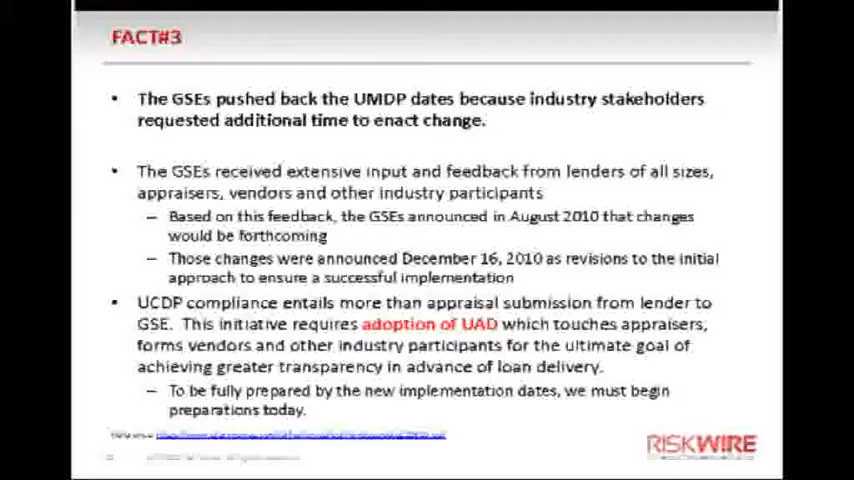 FACT#3
• The GSEs pushed back the UMDP dates because industry stakeholders
requested additional time to enact change.
• The GSEs received extensive input and feedback from lenders of all sizes,
appraisers, vendors and other industry participants
– Based on this feedback, the GSEs announced in August 2010 that changes
would be forthcoming
– Those changes were announced December 16, 2010 as revisions to the initial
approach to ensure a successful implementation
• UCDP compliance entails more than appraisal submission from lender to
GSE. This initiative requires adoption of UAD which touches appraisers,
forms vendors and other industry participants for the ultimate goal of
achieving greater transparency in advance of loan delivery.
– To be fully prepared by the new implementation dates, we must begin
preparations today.
RISKWIRE